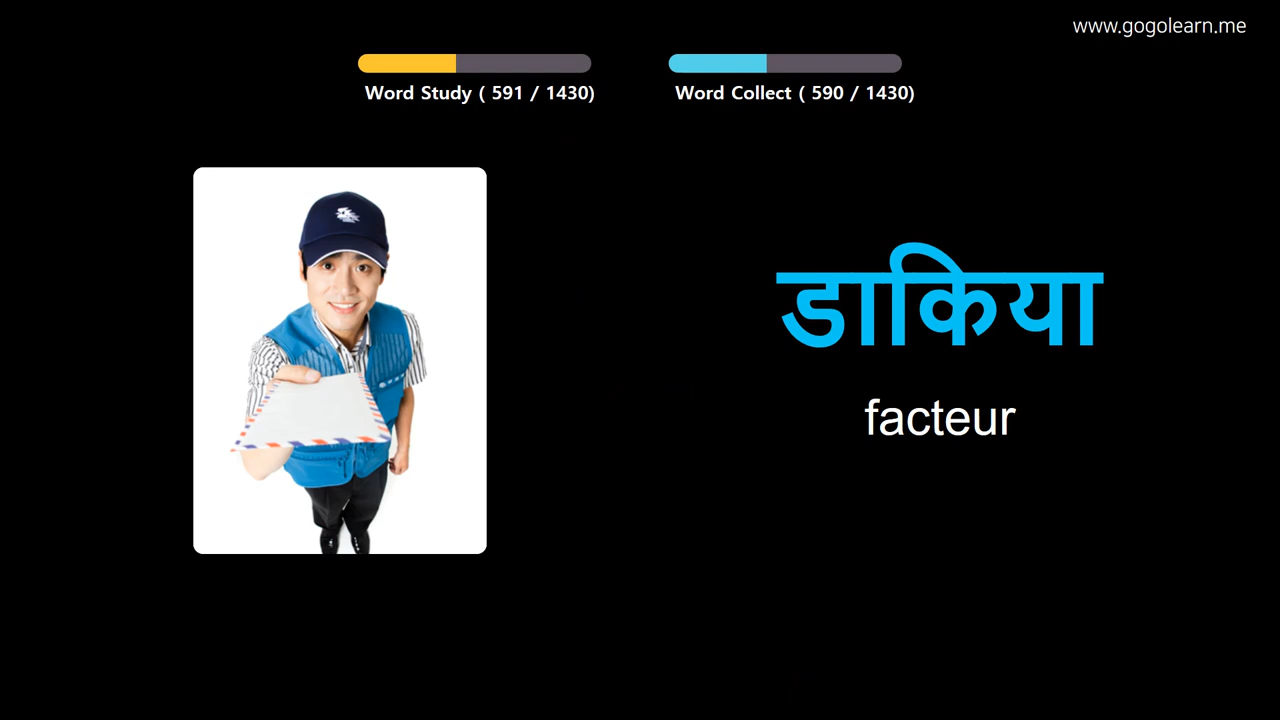 www.gogolearn.me
Word Study ( 591 / 1430)
Word Collect ( 590 / 1430)
डाकिया
facteur